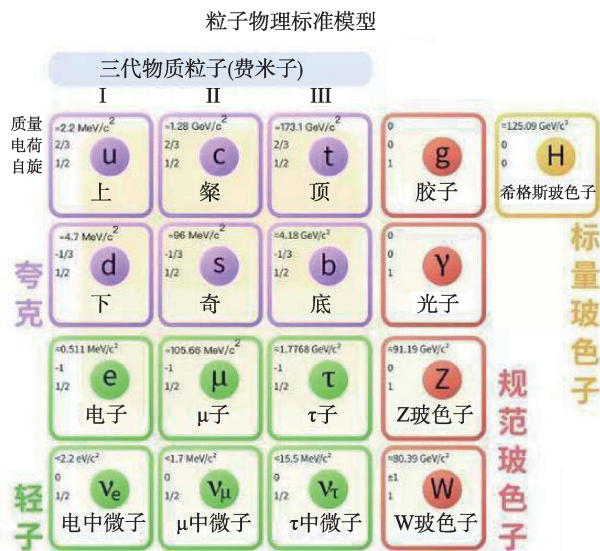 粒子物理标准模型
三代物质粒子(费米子)
I II III
质量
电荷
自旋
≈2.2 MeV/c²
2/3
1/2
u
上
≈1.28 GeV/c²
2/3
1/2
c
粲
≈173.1 GeV/c²
2/3
1/2
t
顶
0
0
1
g
胶子
≈125.09 GeV/c²
0
0
H
希格斯玻色子
≈4.7 MeV/c²
-1/3
1/2
d
下
≈96 MeV/c²
-1/3
1/2
s
奇
≈4.18 GeV/c²
-1/3
1/2
b
底
0
0
1
γ
光子
≈0.511 MeV/c²
-1
1/2
e
电子
≈105.66 MeV/c²
-1
1/2
μ
μ子
≈1.7768 GeV/c²
-1
1/2
τ
τ子
≈91.19 GeV/c²
0
1
Z
Z玻色子
<2.2 eV/c²
0
1/2
νe
电中微子
<1.7 MeV/c²
0
1/2
νμ
μ中微子
<15.5 MeV/c²
0
1/2
ντ
τ中微子
≈80.39 GeV/c²
±1
1
W
W玻色子
夸克
轻子
规范玻色子
标量玻色子